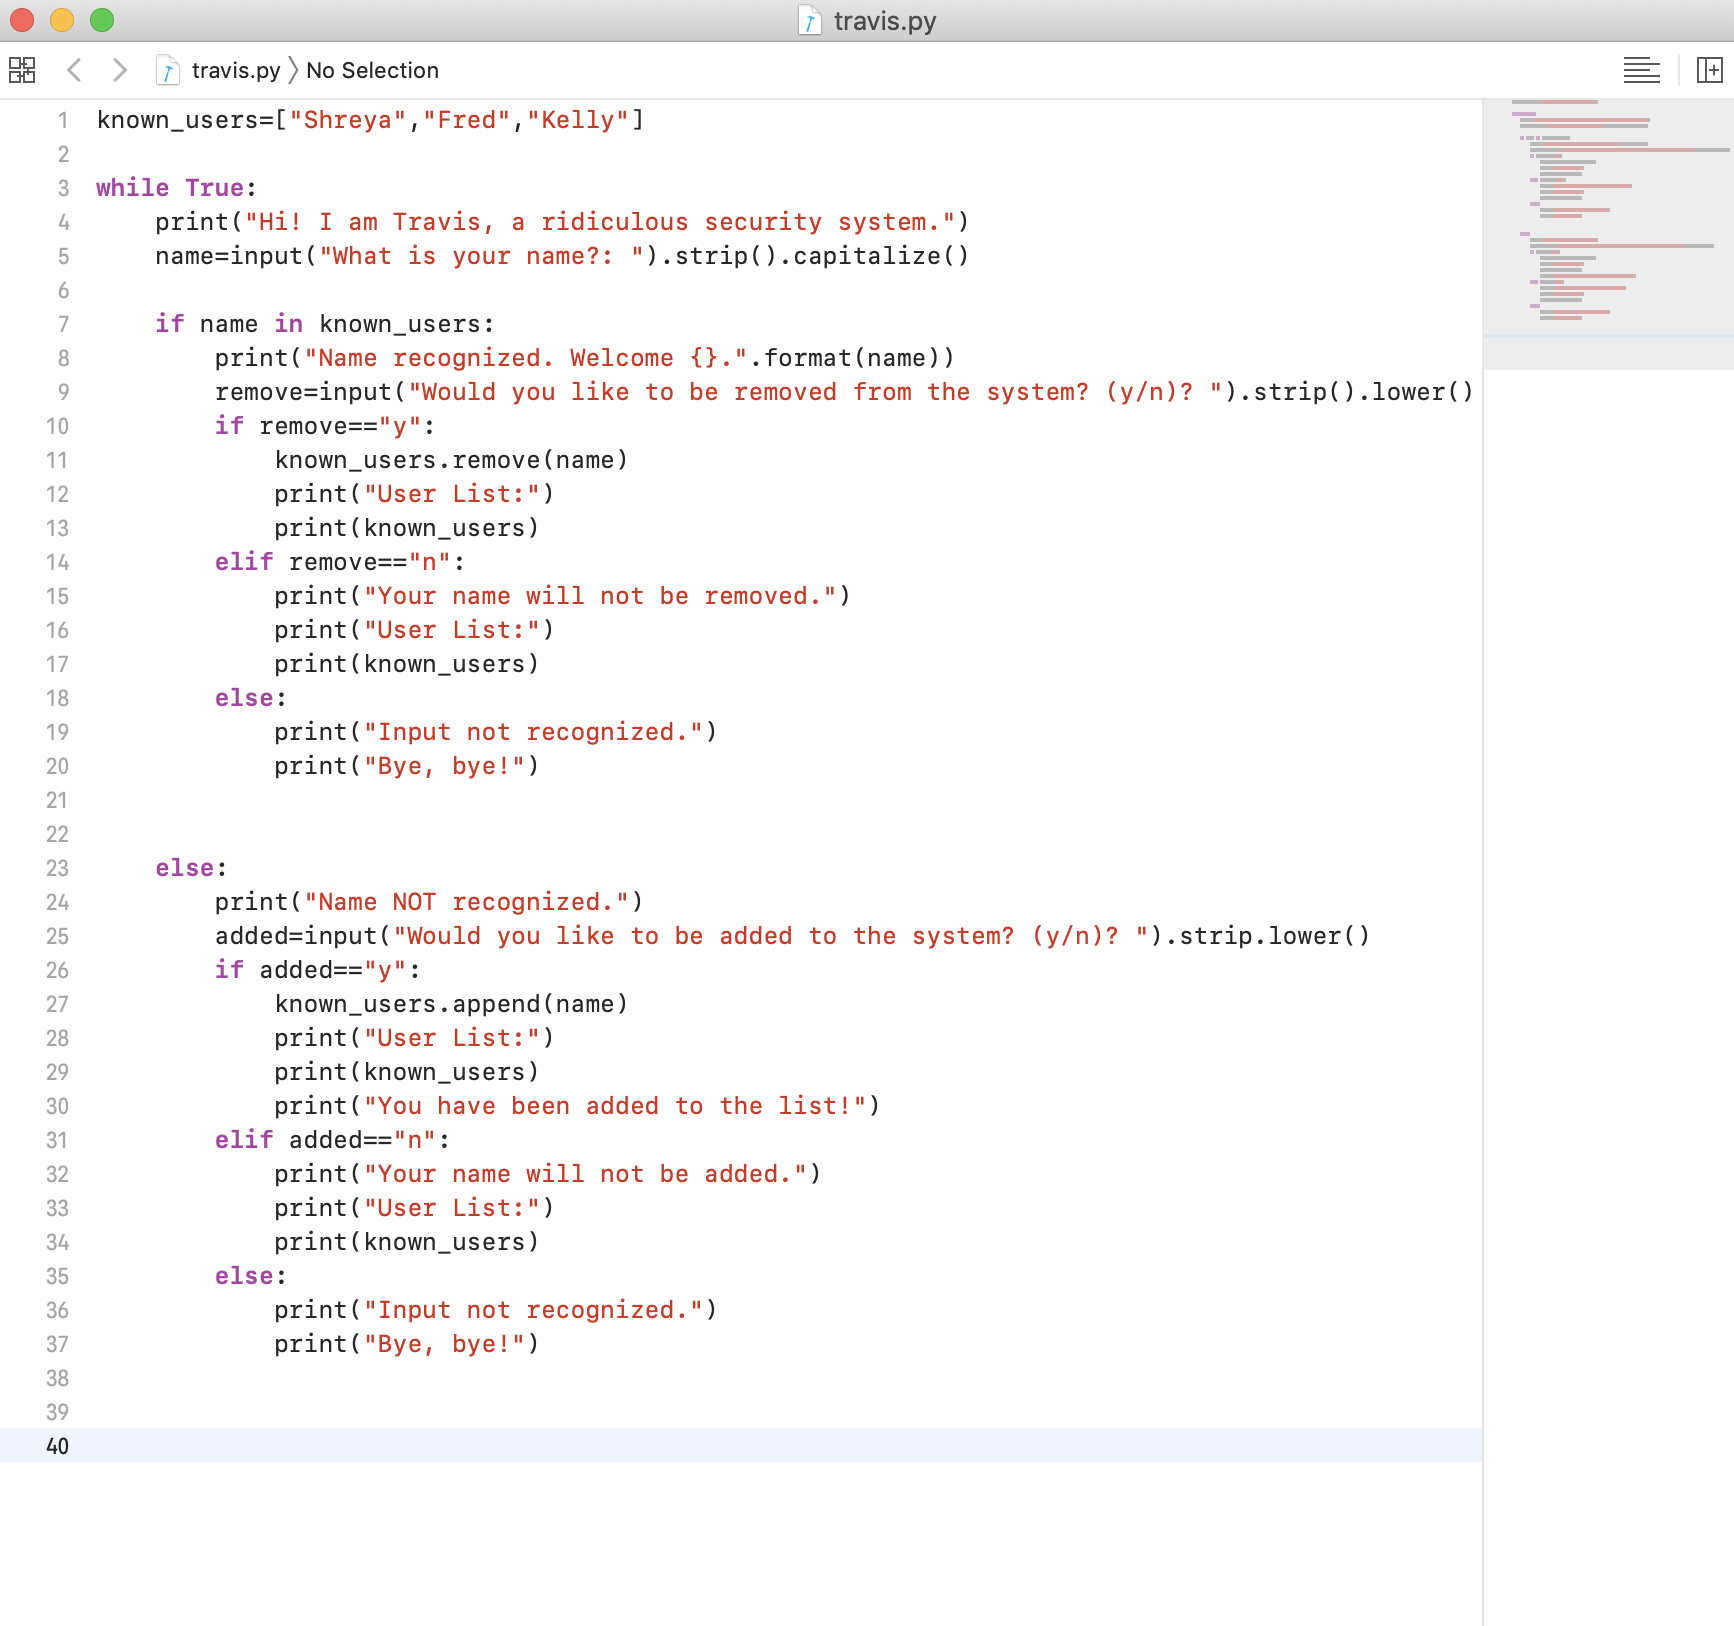 travis.py
travis.py 〉 No Selection
1 known_users=["Shreya","Fred","Kelly"]
2
3 while True:
4     print("Hi! I am Travis, a ridiculous security system.")
5     name=input("What is your name?: ").strip().capitalize()
6
7     if name in known_users:
8         print("Name recognized. Welcome {}.".format(name))
9         remove=input("Would you like to be removed from the system? (y/n)? ").strip().lower()
10         if remove=="y":
11             known_users.remove(name)
12             print("User List:")
13             print(known_users)
14         elif remove=="n":
15             print("Your name will not be removed.")
16             print("User List:")
17             print(known_users)
18         else:
19             print("Input not recognized.")
20             print("Bye, bye!")
21
22
23     else:
24         print("Name NOT recognized.")
25         added=input("Would you like to be added to the system? (y/n)? ").strip.lower()
26         if added=="y":
27             known_users.append(name)
28             print("User List:")
29             print(known_users)
30             print("You have been added to the list!")
31         elif added=="n":
32             print("Your name will not be added.")
33             print("User List:")
34             print(known_users)
35         else:
36             print("Input not recognized.")
37             print("Bye, bye!")
38
39
40